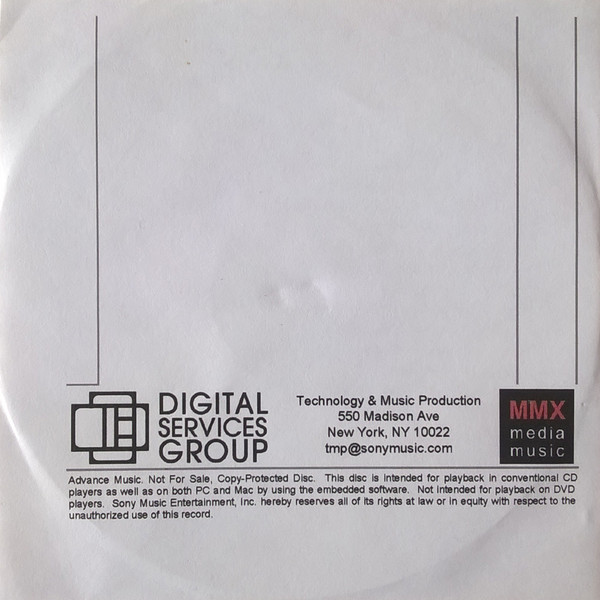 DIGITAL
SERVICES
GROUP
Technology & Music Production
550 Madison Ave
New York, NY 10022
tmp@sonymusic.com
MMX
media
music
Advance Music. Not For Sale, Copy-Protected Disc. This disc is intended for playback in conventional CD
players as well as on both PC and Mac by using the embedded software. Not intended for playback on DVD
players. Sony Music Entertainment, Inc. hereby reserves all of its rights at law or in equity with respect to the
unauthorized use of this record.